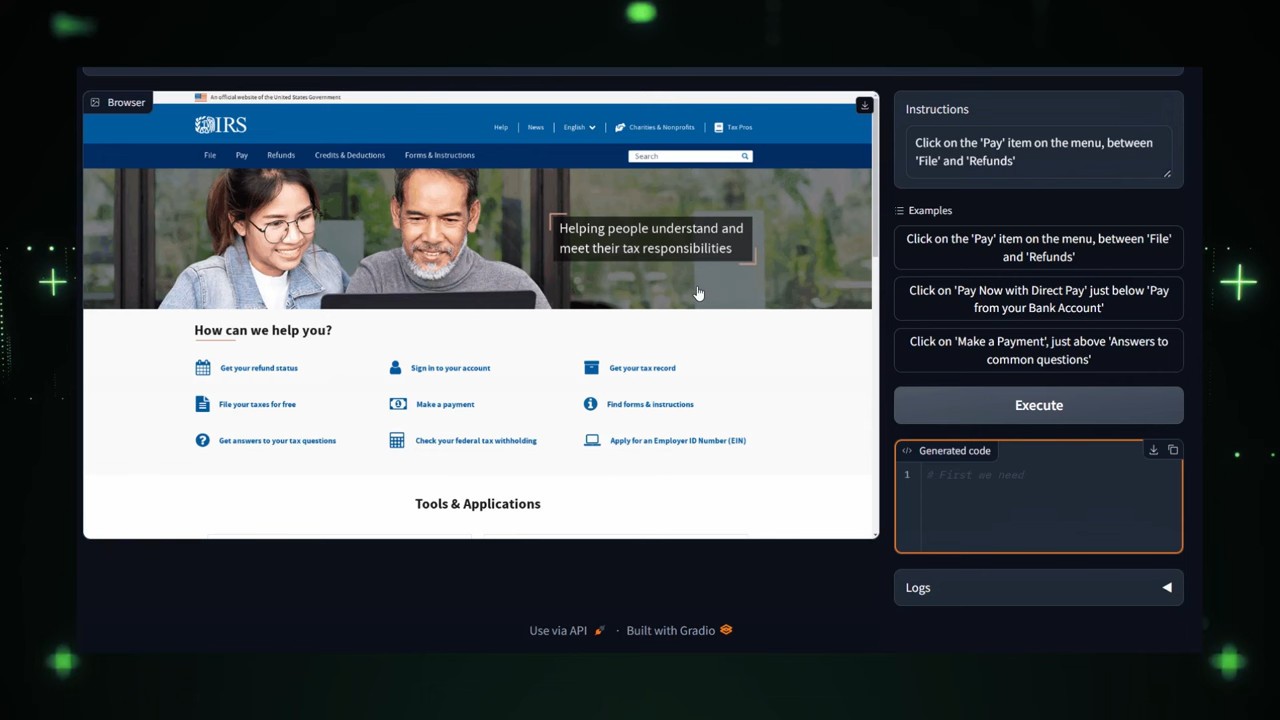 Browser
An official website of the United States Government
IRS
Help
News
English
Charities & Nonprofits
Tax Pros
File
Pay
Refunds
Credits & Deductions
Forms & Instructions
Search
Helping people understand and
meet their tax responsibilities
How can we help you?
Get your refund status
Sign in to your account
Get your tax record
File your taxes for free
Make a payment
Find forms & instructions
Get answers to your tax questions
Check your federal tax withholding
Apply for an Employer ID Number (EIN)
Tools & Applications
Instructions
Click on the 'Pay' item on the menu, between
'File' and 'Refunds'
Examples
Click on the 'Pay' item on the menu, between 'File'
and 'Refunds'
Click on 'Pay Now with Direct Pay' just below 'Pay
from your Bank Account'
Click on 'Make a Payment', just above 'Answers to
common questions'
Execute
Generated code
1 # First we need
Logs
Use via API · Built with Gradio